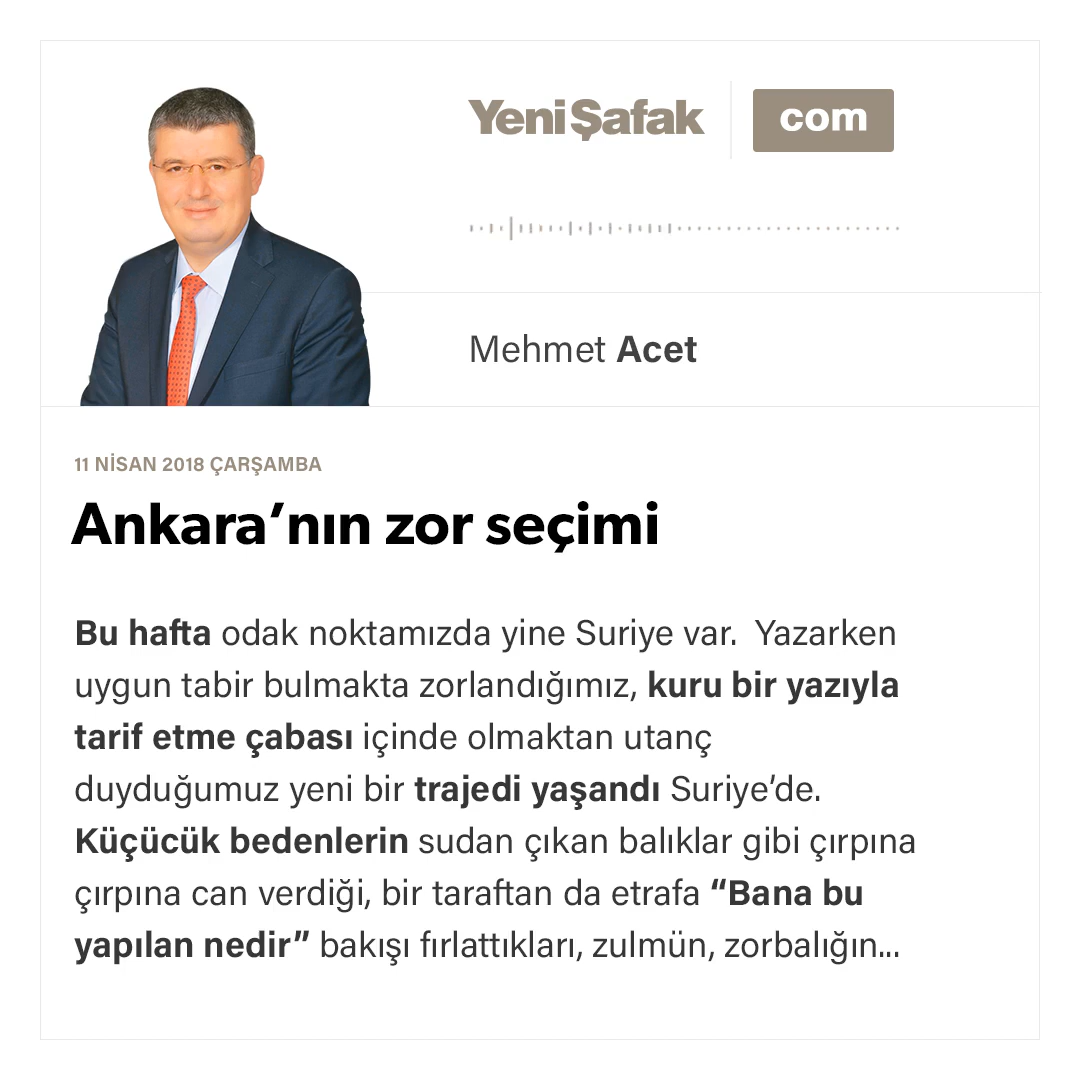 YeniŞafak com
Mehmet Acet
11 NİSAN 2018 ÇARŞAMBA
Ankara’nın zor seçimi
Bu hafta odak noktamızda yine Suriye var.  Yazarken
uygun tabir bulmakta zorlandığımız, kuru bir yazıyla
tarif etme çabası içinde olmaktan utanç
duyduğumuz yeni bir trajedi yaşandı Suriye’de.
Küçücük bedenlerin sudan çıkan balıklar gibi çırpına
çırpına can verdiği, bir taraftan da etrafa “Bana bu
yapılan nedir” bakışı fırlattıkları, zulmün, zorbalığın...